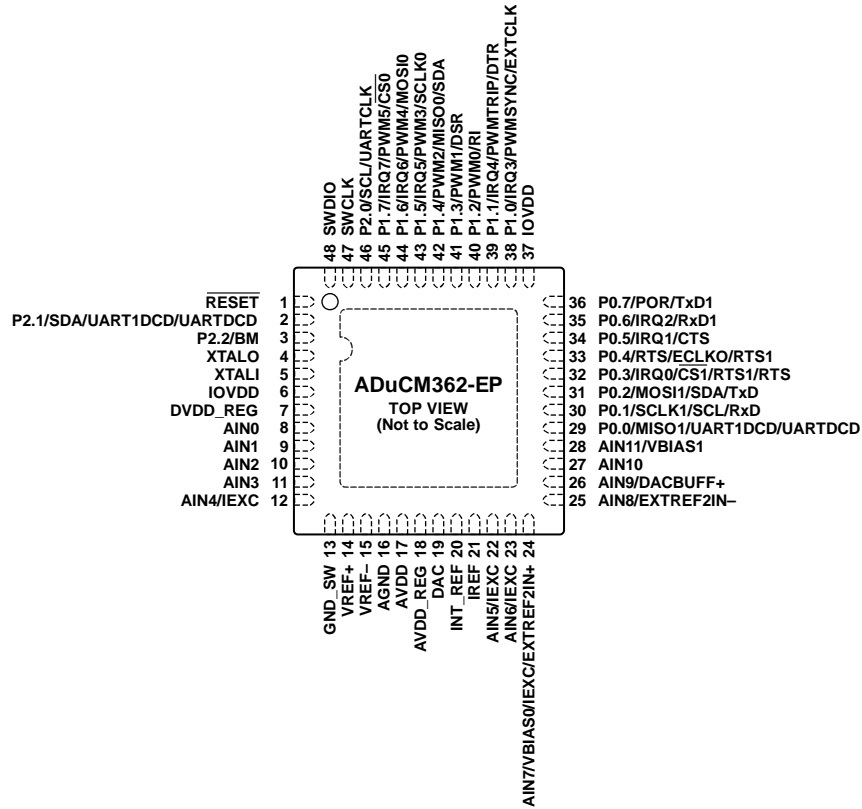 48 SWDIO
47 SWCLK
46 P2.0/SCL/UARTCLK
45 P1.7/IRQ7/PWM5/CS0
44 P1.6/IRQ6/PWM4/MOSI0
43 P1.5/IRQ5/PWM3/SCLK0
42 P1.4/PWM2/MISO0/SDA
41 P1.3/PWM1/DSR
40 P1.2/PWM0/RI
39 P1.1/IRQ4/PWMTRIP/DTR
38 P1.0/IRQ3/PWMSYNC/EXTCLK
37 IOVDD
RESET 1
P2.1/SDA/UART1DCD/UARTDCD 2
P2.2/BM 3
XTALO 4
XTALI 5
IOVDD 6
DVDD_REG 7
AIN0 8
AIN1 9
AIN2 10
AIN3 11
AIN4/IEXC 12
ADuCM362-EP
TOP VIEW
(Not to Scale)
36 P0.7/POR/TxD1
35 P0.6/IRQ2/RxD1
34 P0.5/IRQ1/CTS
33 P0.4/RTS/ECLKO/RTS1
32 P0.3/IRQ0/CS1/RTS1/RTS
31 P0.2/MOSI1/SDA/TxD
30 P0.1/SCLK1/SCL/RxD
29 P0.0/MISO1/UART1DCD/UARTDCD
28 AIN11/VBIAS1
27 AIN10
26 AIN9/DACBUFF+
25 AIN8/EXTREF2IN–
GND_SW 13
VREF+ 14
VREF– 15
AGND 16
AVDD 17
AVDD_REG 18
DAC 19
INT_REF 20
IREF 21
AIN5/IEXC 22
AIN6/IEXC 23
AIN7/VBIAS0/IEXC/EXTREF2IN+ 24